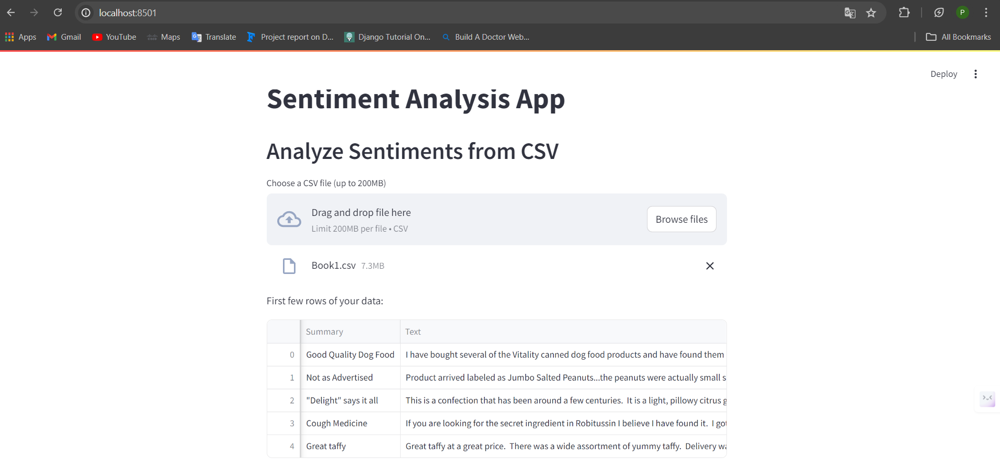 localhost:8501
P
Apps Gmail YouTube Maps Translate Project report on D... Django Tutorial On... Build A Doctor Web... All Bookmarks
Deploy
Sentiment Analysis App
Analyze Sentiments from CSV
Choose a CSV file (up to 200MB)
Drag and drop file here
Limit 200MB per file • CSV
Browse files
Book1.csv 7.3MB
First few rows of your data:
Summary Text
0 Good Quality Dog Food I have bought several of the Vitality canned dog food products and have found them
1 Not as Advertised Product arrived labeled as Jumbo Salted Peanuts...the peanuts were actually small s
2 "Delight" says it all This is a confection that has been around a few centuries. It is a light, pillowy citrus g
3 Cough Medicine If you are looking for the secret ingredient in Robitussin I believe I have found it. I got
4 Great taffy Great taffy at a great price. There was a wide assortment of yummy taffy. Delivery wa